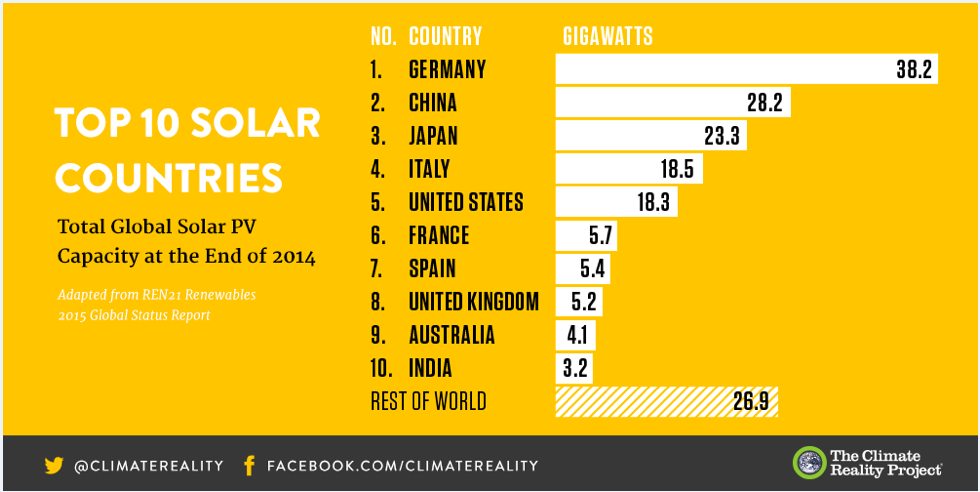 TOP 10 SOLAR
COUNTRIES
Total Global Solar PV
Capacity at the End of 2014
Adapted from REN21 Renewables
2015 Global Status Report
NO. COUNTRY GIGAWATTS
1. GERMANY 38.2
2. CHINA 28.2
3. JAPAN 23.3
4. ITALY 18.5
5. UNITED STATES 18.3
6. FRANCE 5.7
7. SPAIN 5.4
8. UNITED KINGDOM 5.2
9. AUSTRALIA 4.1
10. INDIA 3.2
REST OF WORLD 26.9
@CLIMATEREALITY FACEBOOK.COM/CLIMATEREALITY
The Climate
Reality Project